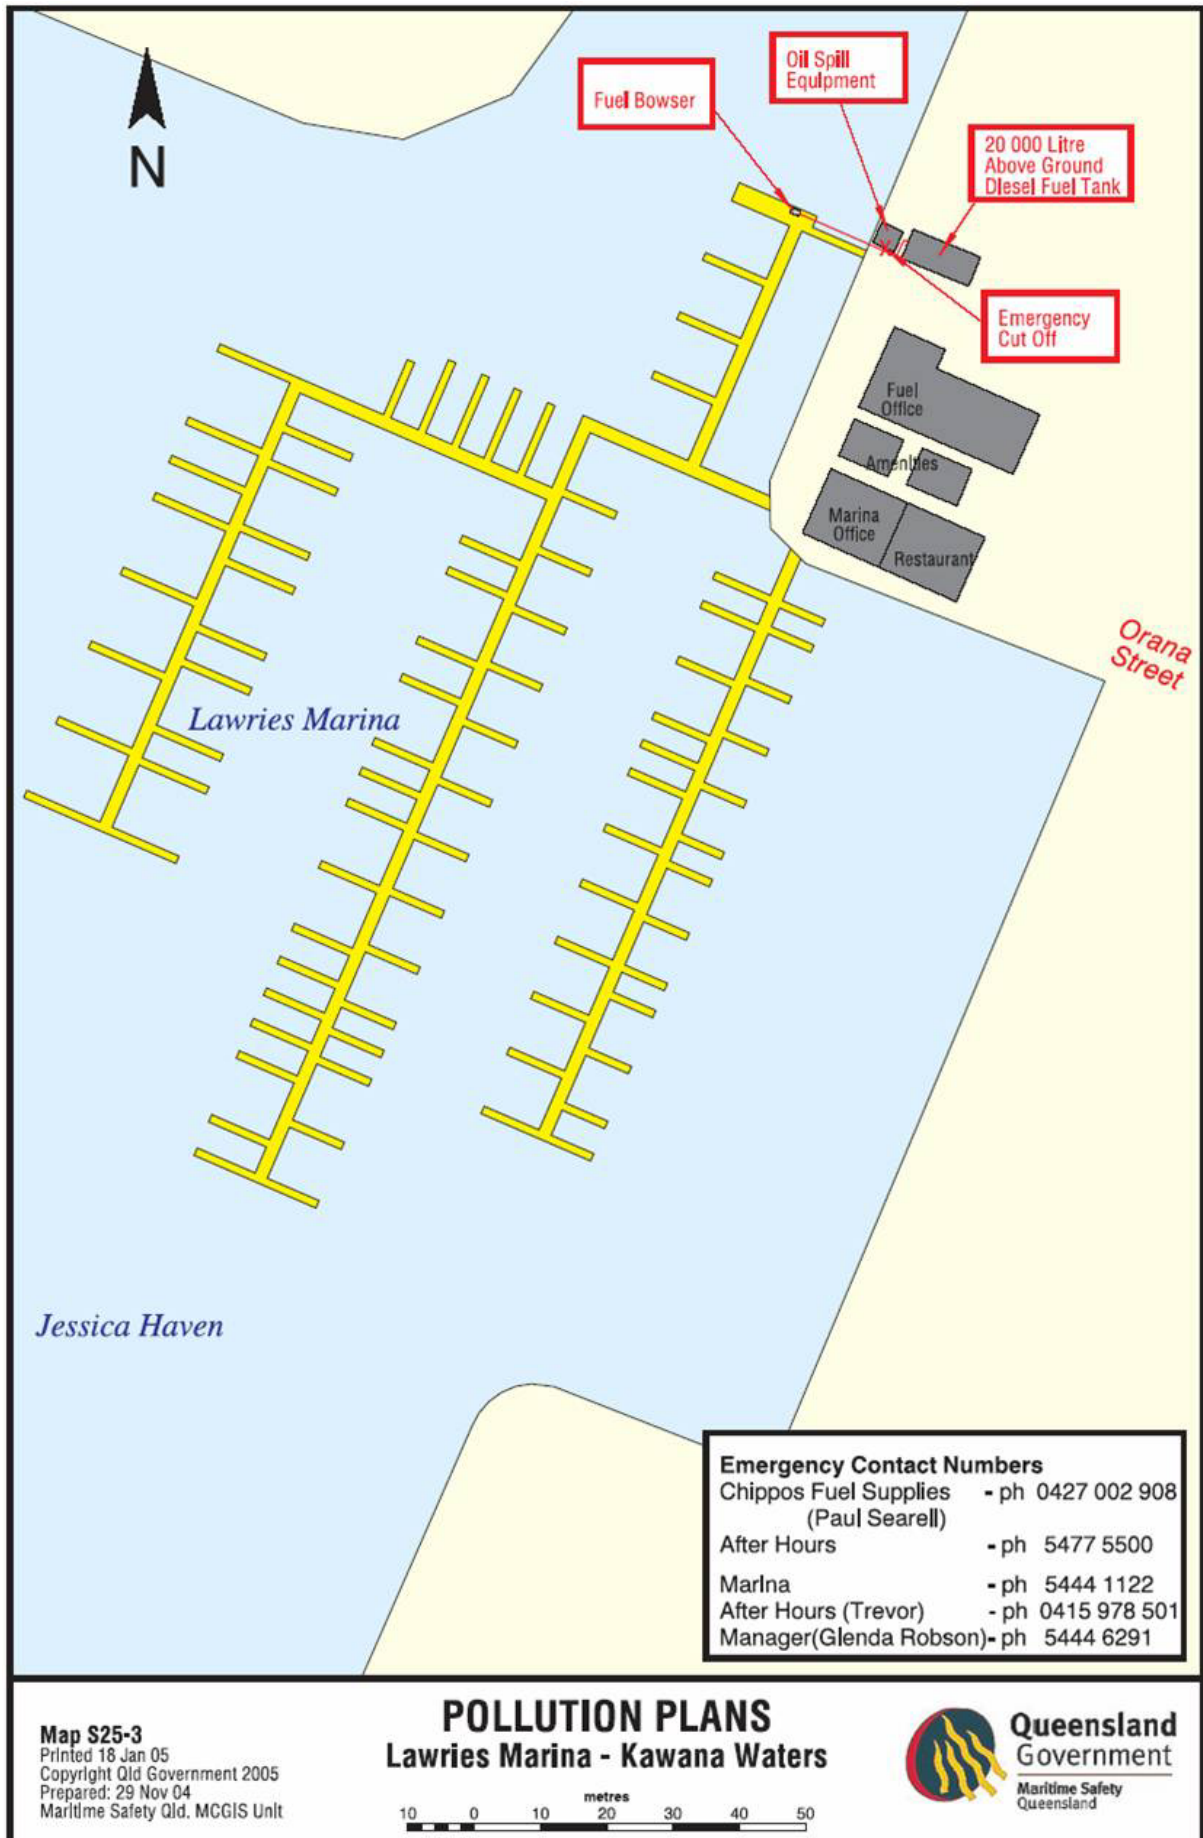 N
Fuel Bowser
Oil Spill
Equipment
20 000 Litre
Above Ground
Diesel Fuel Tank
Emergency
Cut Off
Fuel
Office
Amenities
Marina
Office
Restaurant
Orana
Street
Lawries Marina
Jessica Haven
Emergency Contact Numbers
Chippos Fuel Supplies - ph 0427 002 908
(Paul Searell)
After Hours - ph 5477 5500
Marina - ph 5444 1122
After Hours (Trevor) - ph 0415 978 501
Manager(Glenda Robson)- ph 5444 6291
Map S25-3
Printed 18 Jan 05
Copyright Qld Government 2005
Prepared: 29 Nov 04
Maritime Safety Qld. MCGIS Unit
POLLUTION PLANS
Lawries Marina - Kawana Waters
metres
10 0 10 20 30 40 50
Queensland
Government
Maritime Safety
Queensland